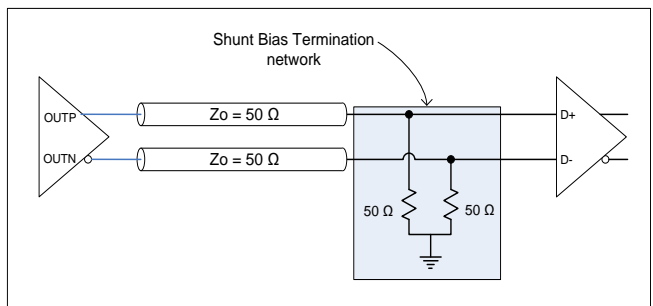 Shunt Bias Termination
network
OUTP
Zo = 50 Ω
D+
OUTN
Zo = 50 Ω
D-
50 Ω
50 Ω